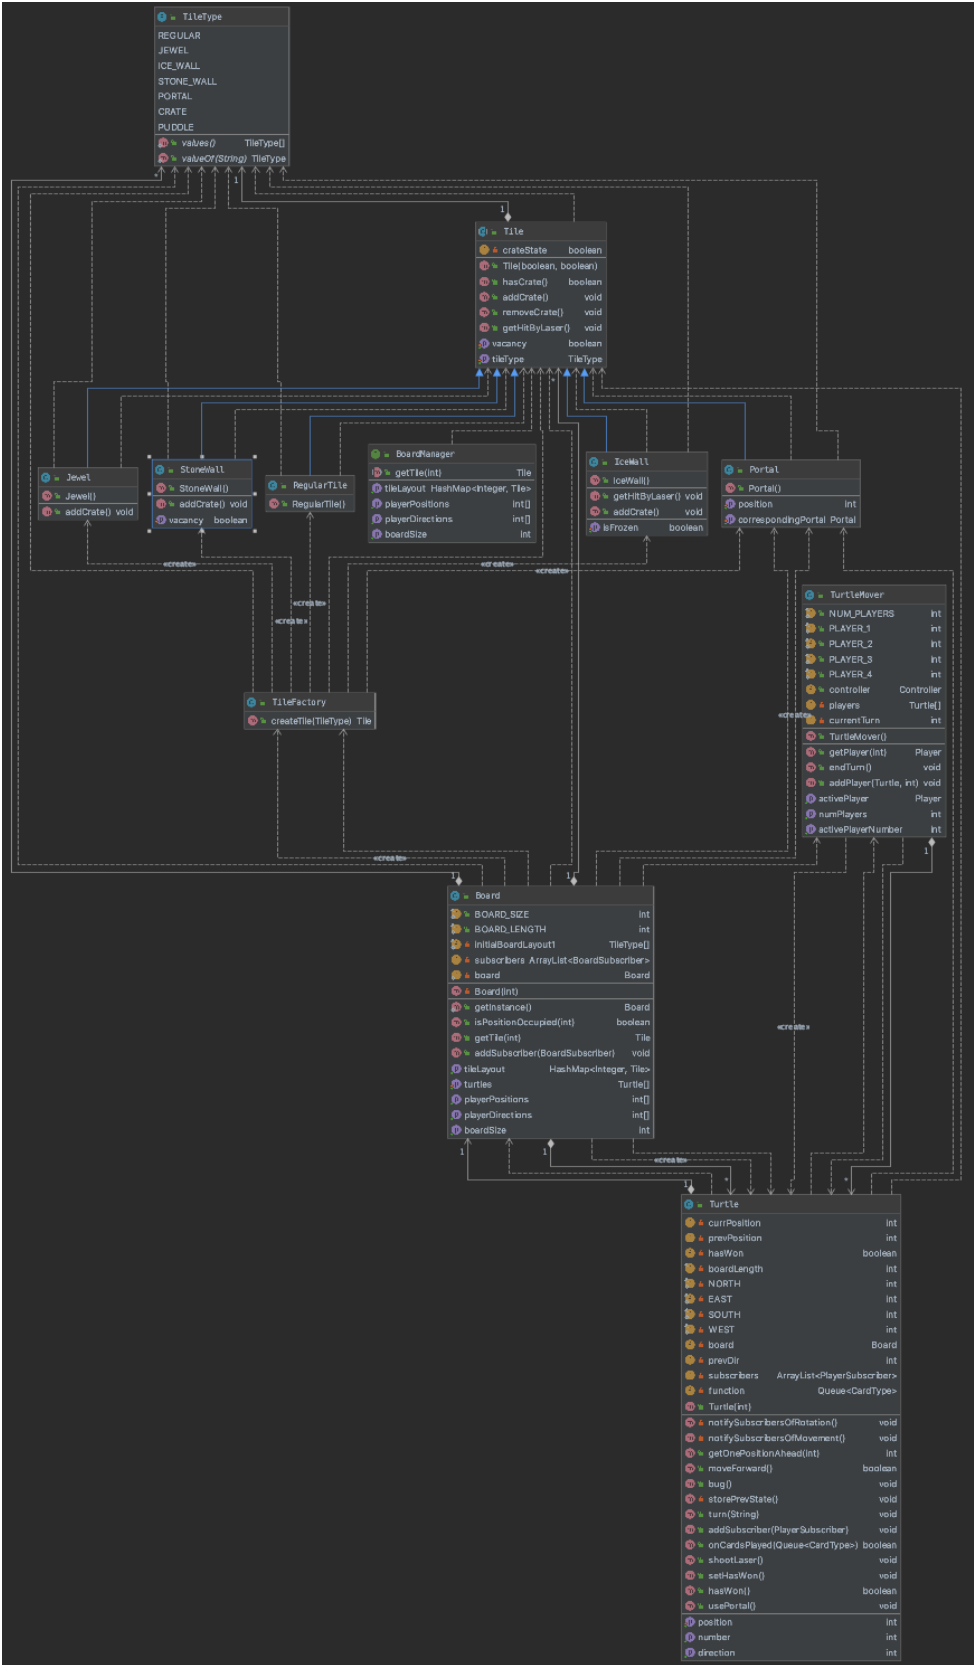 TileType
REGULAR
JEWEL
ICE_WALL
STONE_WALL
PORTAL
CRATE
PUDDLE
values() TileType[]
valueOf(String) TileType
* 1
1
Tile
crateState boolean
Tile(boolean, boolean)
hasCrate() boolean
addCrate() void
removeCrate() void
getHitByLaser() void
vacancy boolean
tileType TileType
*
Jewel
Jewel()
addCrate() void
StoneWall
StoneWall()
addCrate() void
vacancy boolean
RegularTile
RegularTile()
BoardManager
getTile(int) Tile
tileLayout HashMap<Integer, Tile>
playerPositions int[]
playerDirections int[]
boardSize int
IceWall
IceWall()
getHitByLaser() void
addCrate() void
isFrozen boolean
Portal
Portal()
position int
correspondingPortal Portal
«create»
«create»
«create»
«create»
«create»
TileFactory
createTile(TileType) Tile
TurtleMover
NUM_PLAYERS int
PLAYER_1 int
PLAYER_2 int
PLAYER_3 int
PLAYER_4 int
controller Controller
players Turtle[]
currentTurn int
TurtleMover()
getPlayer(int) Player
endTurn() void
addPlayer(Turtle, int) void
activePlayer Player
numPlayers int
activePlayerNumber int
«create»
«create»
1
1 1
Board
BOARD_SIZE int
BOARD_LENGTH int
initialBoardLayout1 TileType[]
subscribers ArrayList<BoardSubscriber>
board Board
Board(int)
getInstance() Board
isPositionOccupied(int) boolean
getTile(int) Tile
addSubscriber(BoardSubscriber) void
tileLayout HashMap<Integer, Tile>
turtles Turtle[]
playerPositions int[]
playerDirections int[]
boardSize int
«create»
1 1
«create»
1 * *
Turtle
currPosition int
prevPosition int
hasWon boolean
boardLength int
NORTH int
EAST int
SOUTH int
WEST int
board Board
prevDir int
subscribers ArrayList<PlayerSubscriber>
function Queue<CardType>
Turtle(int)
notifySubscribersOfRotation() void
notifySubscribersOfMovement() void
getOnePositionAhead(int) int
moveForward() boolean
bug() void
storePrevState() void
turn(String) void
addSubscriber(PlayerSubscriber) void
onCardsPlayed(Queue<CardType>) boolean
shootLaser() void
setHasWon() void
hasWon() boolean
usePortal() void
position int
number int
direction int